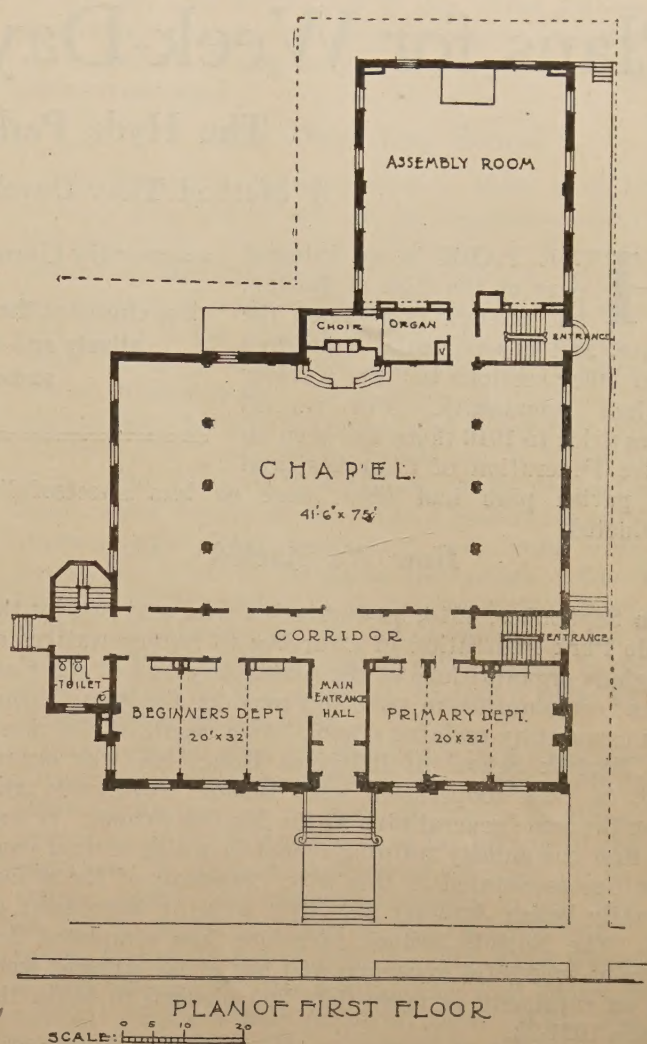 ASSEMBLY ROOM
CHOIR
ORGAN
V
ENTRANCE
CHAPEL.
41'-6" x 75'
CORRIDOR
ENTRANCE
TOILET
MAIN
ENTRANCE
HALL
BEGINNERS DEPT
20' x 32'
PRIMARY DEPT.
20' x 32'
PLAN OF FIRST FLOOR
SCALE: 0 5 10 20